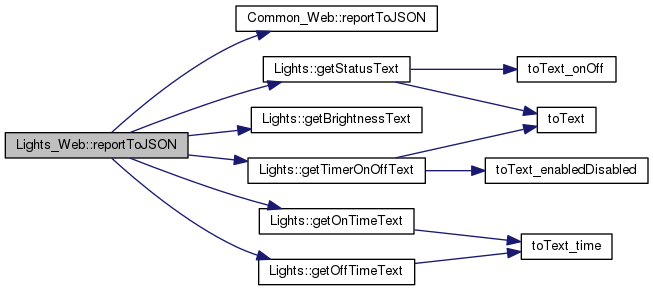 Common_Web::reportToJSON
Lights::getStatusText
toText_onOff
Lights::getBrightnessText
toText
Lights_Web::reportToJSON
Lights::getTimerOnOffText
toText_enabledDisabled
Lights::getOnTimeText
toText_time
Lights::getOffTimeText